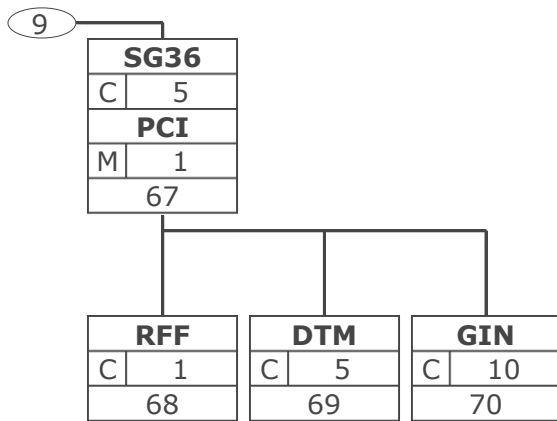 9
SG36
C 5
PCI
M 1
67
RFF DTM GIN
C 1 C 5 C 10
68 69 70